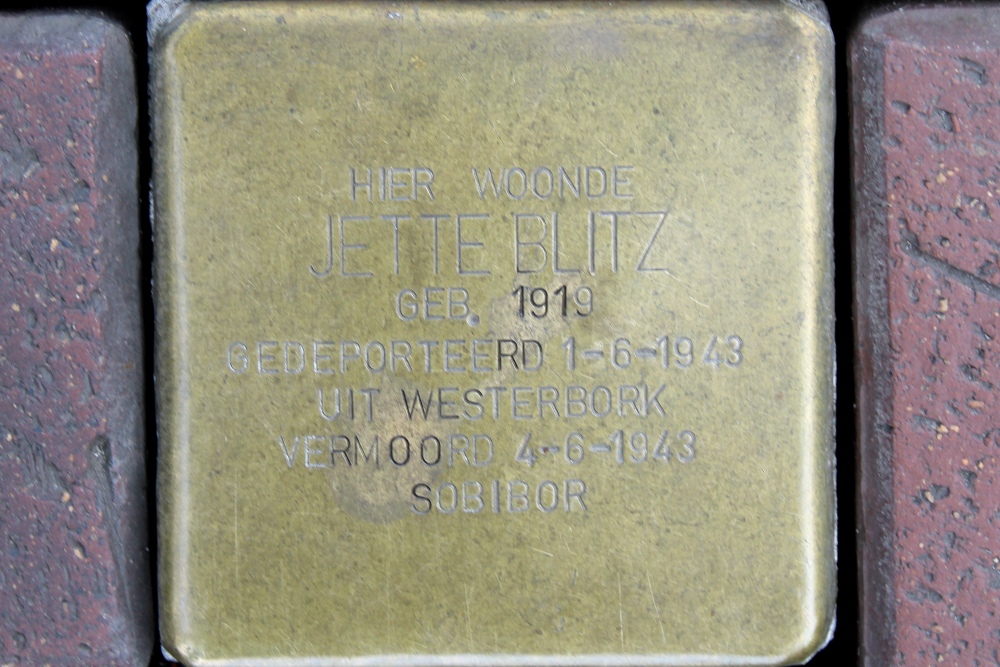 HIER WOONDE
JETTE BLITZ
GEB. 1919
GEDEPORTEERD 1-6-1943
UIT WESTERBORK
VERMOORD 4-6-1943
SOBIBOR